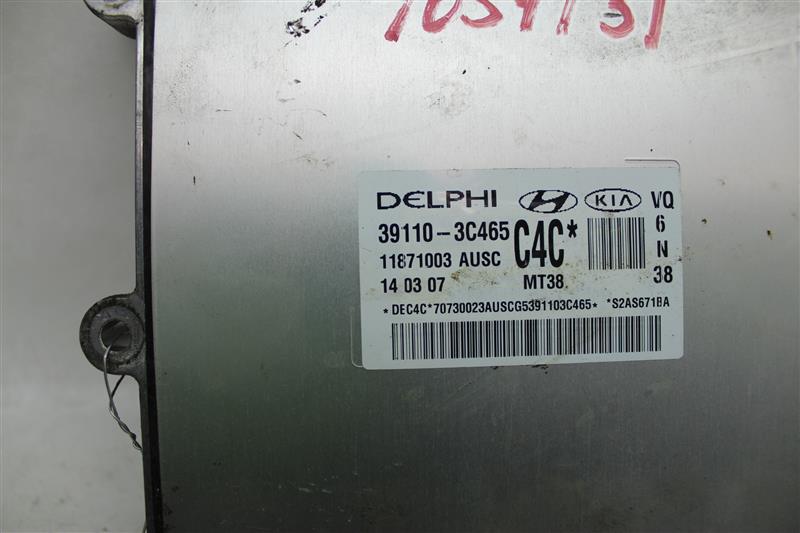 DELPHI KIA VQ
39110-3C465 C4C* 6
11871003 AUSC N
14 03 07 MT38 38
*DEC4C*70730023AUSCG5391103C465* *S2AS671BA